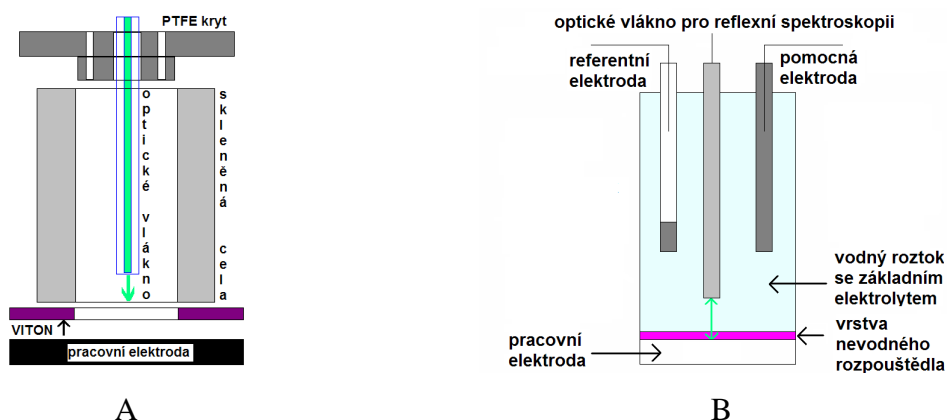 PTFE kryt
optické vlákno
skleněná cela
VITON
pracovní elektroda
A
optické vlákno pro reflexní spektroskopii
referentní
elektroda
pomocná
elektroda
vodný roztok
se základním
elektrolytem
pracovní
elektroda
vrstva
nevodného
rozpouštědla
B